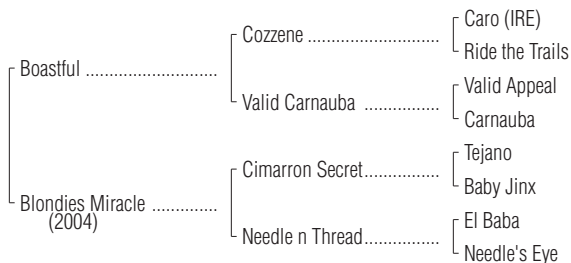 Caro (IRE)
Cozzene ............................
Ride the Trails
Boastful ............................
Valid Appeal
Valid Carnauba ................
Carnauba
Tejano
Cimarron Secret................
Baby Jinx
Blondies Miracle ..............
(2004)
El Baba
Needle n Thread................
Needle's Eye